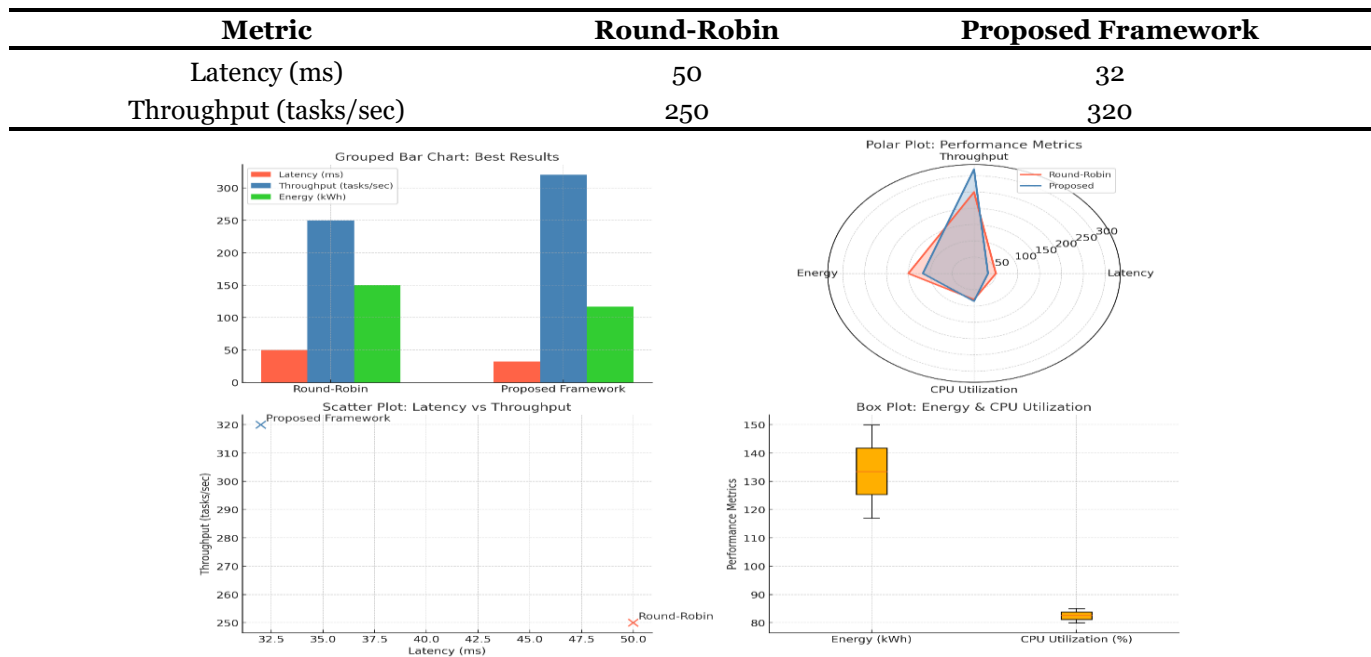 Metric Round-Robin Proposed Framework
Latency (ms) 50 32
Throughput (tasks/sec) 250 320
Grouped Bar Chart: Best Results
Latency (ms)
Throughput (tasks/sec)
Energy (kWh)
300
250
200
150
100
50
0
Round-Robin Proposed Framework
Polar Plot: Performance Metrics
Throughput
Round-Robin
Proposed
Energy
50 100 150 200 250 300
Latency
CPU Utilization
Scatter Plot: Latency vs Throughput
Proposed Framework
Throughput (tasks/sec)
320
310
300
290
280
270
260
250
Round-Robin
32.5 35.0 37.5 40.0 42.5 45.0 47.5 50.0
Latency (ms)
Box Plot: Energy & CPU Utilization
Performance Metrics
150
140
130
120
110
100
90
80
Energy (kWh) CPU Utilization (%)